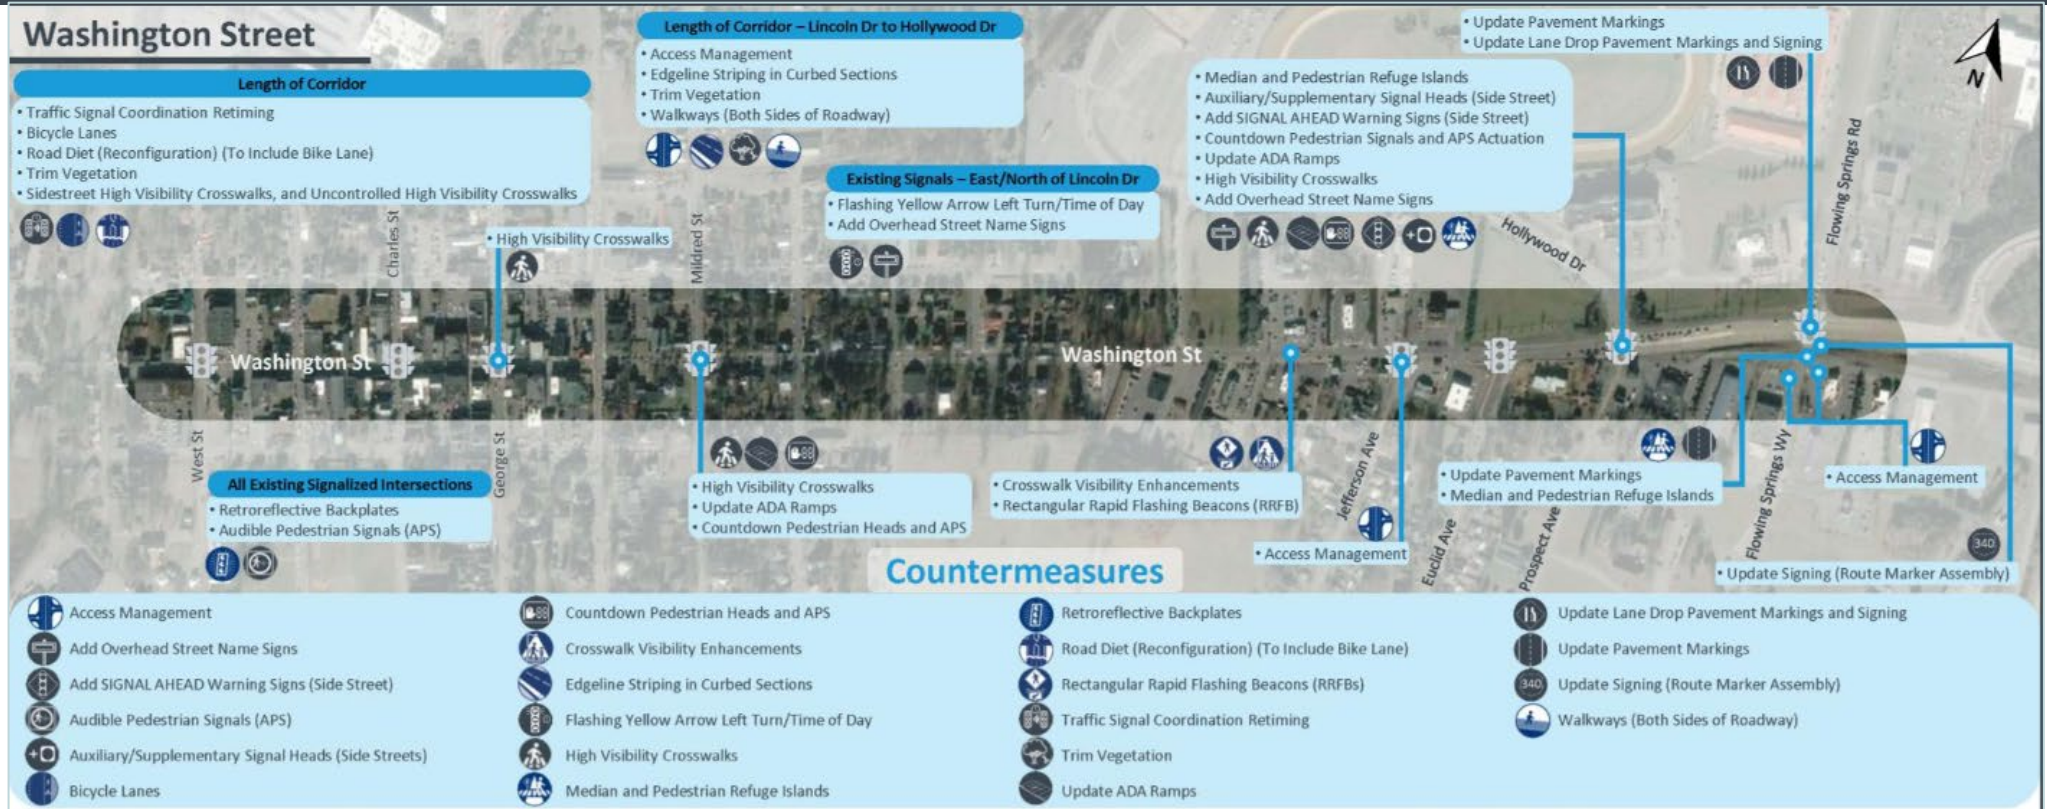 Washington Street
Length of Corridor
• Traffic Signal Coordination Retiming
• Bicycle Lanes
• Road Diet (Reconfiguration) (To Include Bike Lane)
• Trim Vegetation
• Sidestreet High Visibility Crosswalks, and Uncontrolled High Visibility Crosswalks
Length of Corridor – Lincoln Dr to Hollywood Dr
• Access Management
• Edgeline Striping in Curbed Sections
• Trim Vegetation
• Walkways (Both Sides of Roadway)
Existing Signals – East/North of Lincoln Dr
• Flashing Yellow Arrow Left Turn/Time of Day
• Add Overhead Street Name Signs
• Median and Pedestrian Refuge Islands
• Auxiliary/Supplementary Signal Heads (Side Street)
• Add SIGNAL AHEAD Warning Signs (Side Street)
• Countdown Pedestrian Signals and APS Actuation
• Update ADA Ramps
• High Visibility Crosswalks
• Add Overhead Street Name Signs
• Update Pavement Markings
• Update Lane Drop Pavement Markings and Signing
N
• High Visibility Crosswalks
Charles St
Mildred St
Hollywood Dr
Flowing Springs Rd
Washington St
Washington St
West St
George St
Jefferson Ave
Euclid Ave
Prospect Ave
Flowing Springs Wy
All Existing Signalized Intersections
• Retroreflective Backplates
• Audible Pedestrian Signals (APS)
88
• High Visibility Crosswalks
• Update ADA Ramps
• Countdown Pedestrian Heads and APS
• Crosswalk Visibility Enhancements
• Rectangular Rapid Flashing Beacons (RRFB)
• Access Management
• Update Pavement Markings
• Median and Pedestrian Refuge Islands
• Access Management
340
• Update Signing (Route Marker Assembly)
Countermeasures
Access Management
Add Overhead Street Name Signs
Add SIGNAL AHEAD Warning Signs (Side Street)
Audible Pedestrian Signals (APS)
Auxiliary/Supplementary Signal Heads (Side Streets)
Bicycle Lanes
88
Countdown Pedestrian Heads and APS
Crosswalk Visibility Enhancements
Edgeline Striping in Curbed Sections
Flashing Yellow Arrow Left Turn/Time of Day
High Visibility Crosswalks
Median and Pedestrian Refuge Islands
Retroreflective Backplates
Road Diet (Reconfiguration) (To Include Bike Lane)
Rectangular Rapid Flashing Beacons (RRFBs)
Traffic Signal Coordination Retiming
Trim Vegetation
Update ADA Ramps
Update Lane Drop Pavement Markings and Signing
Update Pavement Markings
340
Update Signing (Route Marker Assembly)
Walkways (Both Sides of Roadway)